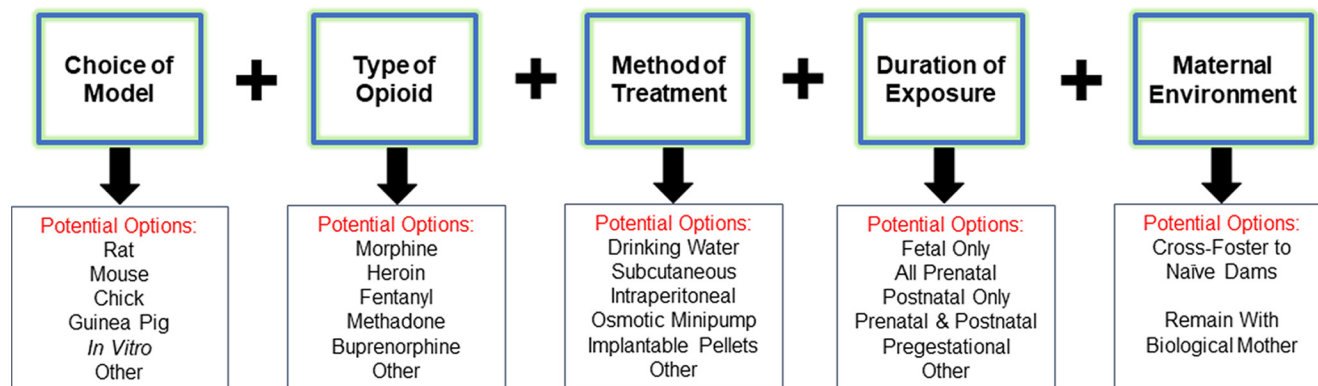 Choice of
Model
+
Type of
Opioid
+
Method of
Treatment
+
Duration of
Exposure
+
Maternal
Environment
Potential Options:
Rat
Mouse
Chick
Guinea Pig
In Vitro
Other
Potential Options:
Morphine
Heroin
Fentanyl
Methadone
Buprenorphine
Other
Potential Options:
Drinking Water
Subcutaneous
Intraperitoneal
Osmotic Minipump
Implantable Pellets
Other
Potential Options:
Fetal Only
All Prenatal
Postnatal Only
Prenatal & Postnatal
Pregestational
Other
Potential Options:
Cross-Foster to
Naïve Dams
Remain With
Biological Mother